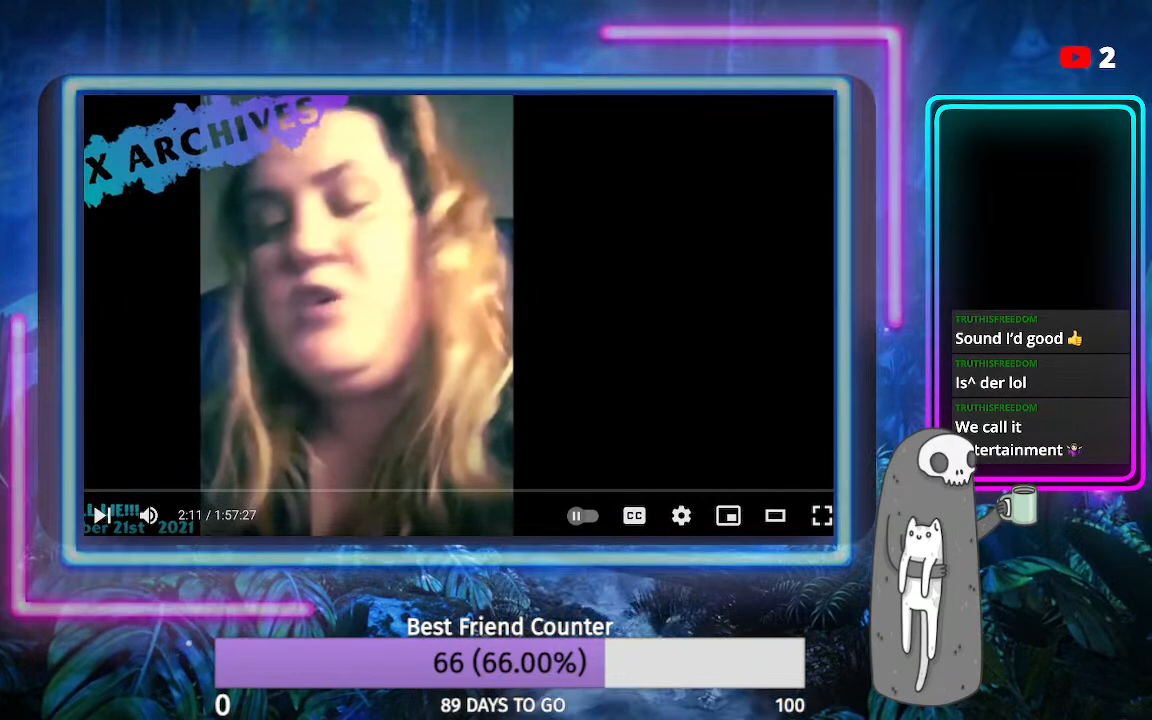 2
X ARCHIVES
TRUTHISFREEDOM
Sound I'd good 👍
TRUTHISFREEDOM
Is^ der lol
TRUTHISFREEDOM
We call it
2:11 / 1:57:27
CC
21st 2021
Best Friend Counter
66 (66.00%)
0
89 DAYS TO GO
100